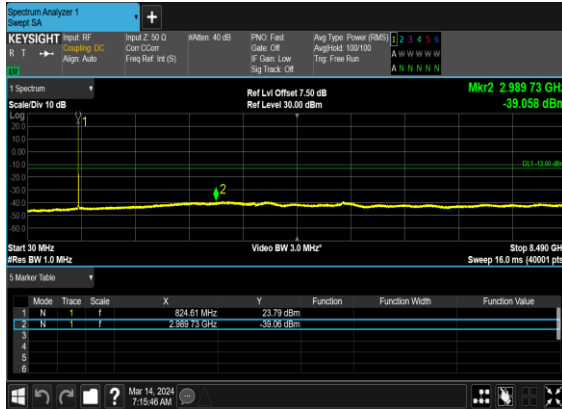 Spectrum Analyzer 1
Swept SA
+
KEYSIGHT Input: RF Input Z: 50 Ω #Atten: 40 dB PNO: Fast Avg Type: Power (RMS) 1 2 3 4 5 6
R T Coupling: DC Corr CCorr Gate: Off Avg|Hold: 100/100 A W W W W W
Align: Auto Freq Ref: Int (S) IF Gain: Low Trig: Free Run
Sig Track: Off A N N N N N
LU
1 Spectrum Ref Lvl Offset 7.50 dB Mkr2 2.989 73 GHz
Scale/Div 10 dB Ref Level 30.00 dBm -39.058 dBm
Log
20.0
10.0
0.00
-10.0
-20.0
-30.0
-40.0
-50.0
-60.0
1
2
DL1 -13.00 dBm
Start 30 MHz Video BW 3.0 MHz* Stop 8.490 GHz
#Res BW 1.0 MHz Sweep 16.0 ms (40001 pts)
5 Marker Table
Mode Trace Scale X Y Function Function Width Function Value
1 N 1 f 824.61 MHz 23.79 dBm
2 N 1 f 2.989 73 GHz -39.06 dBm
3
4
5
6
? Mar 14, 2024
7:15:46 AM